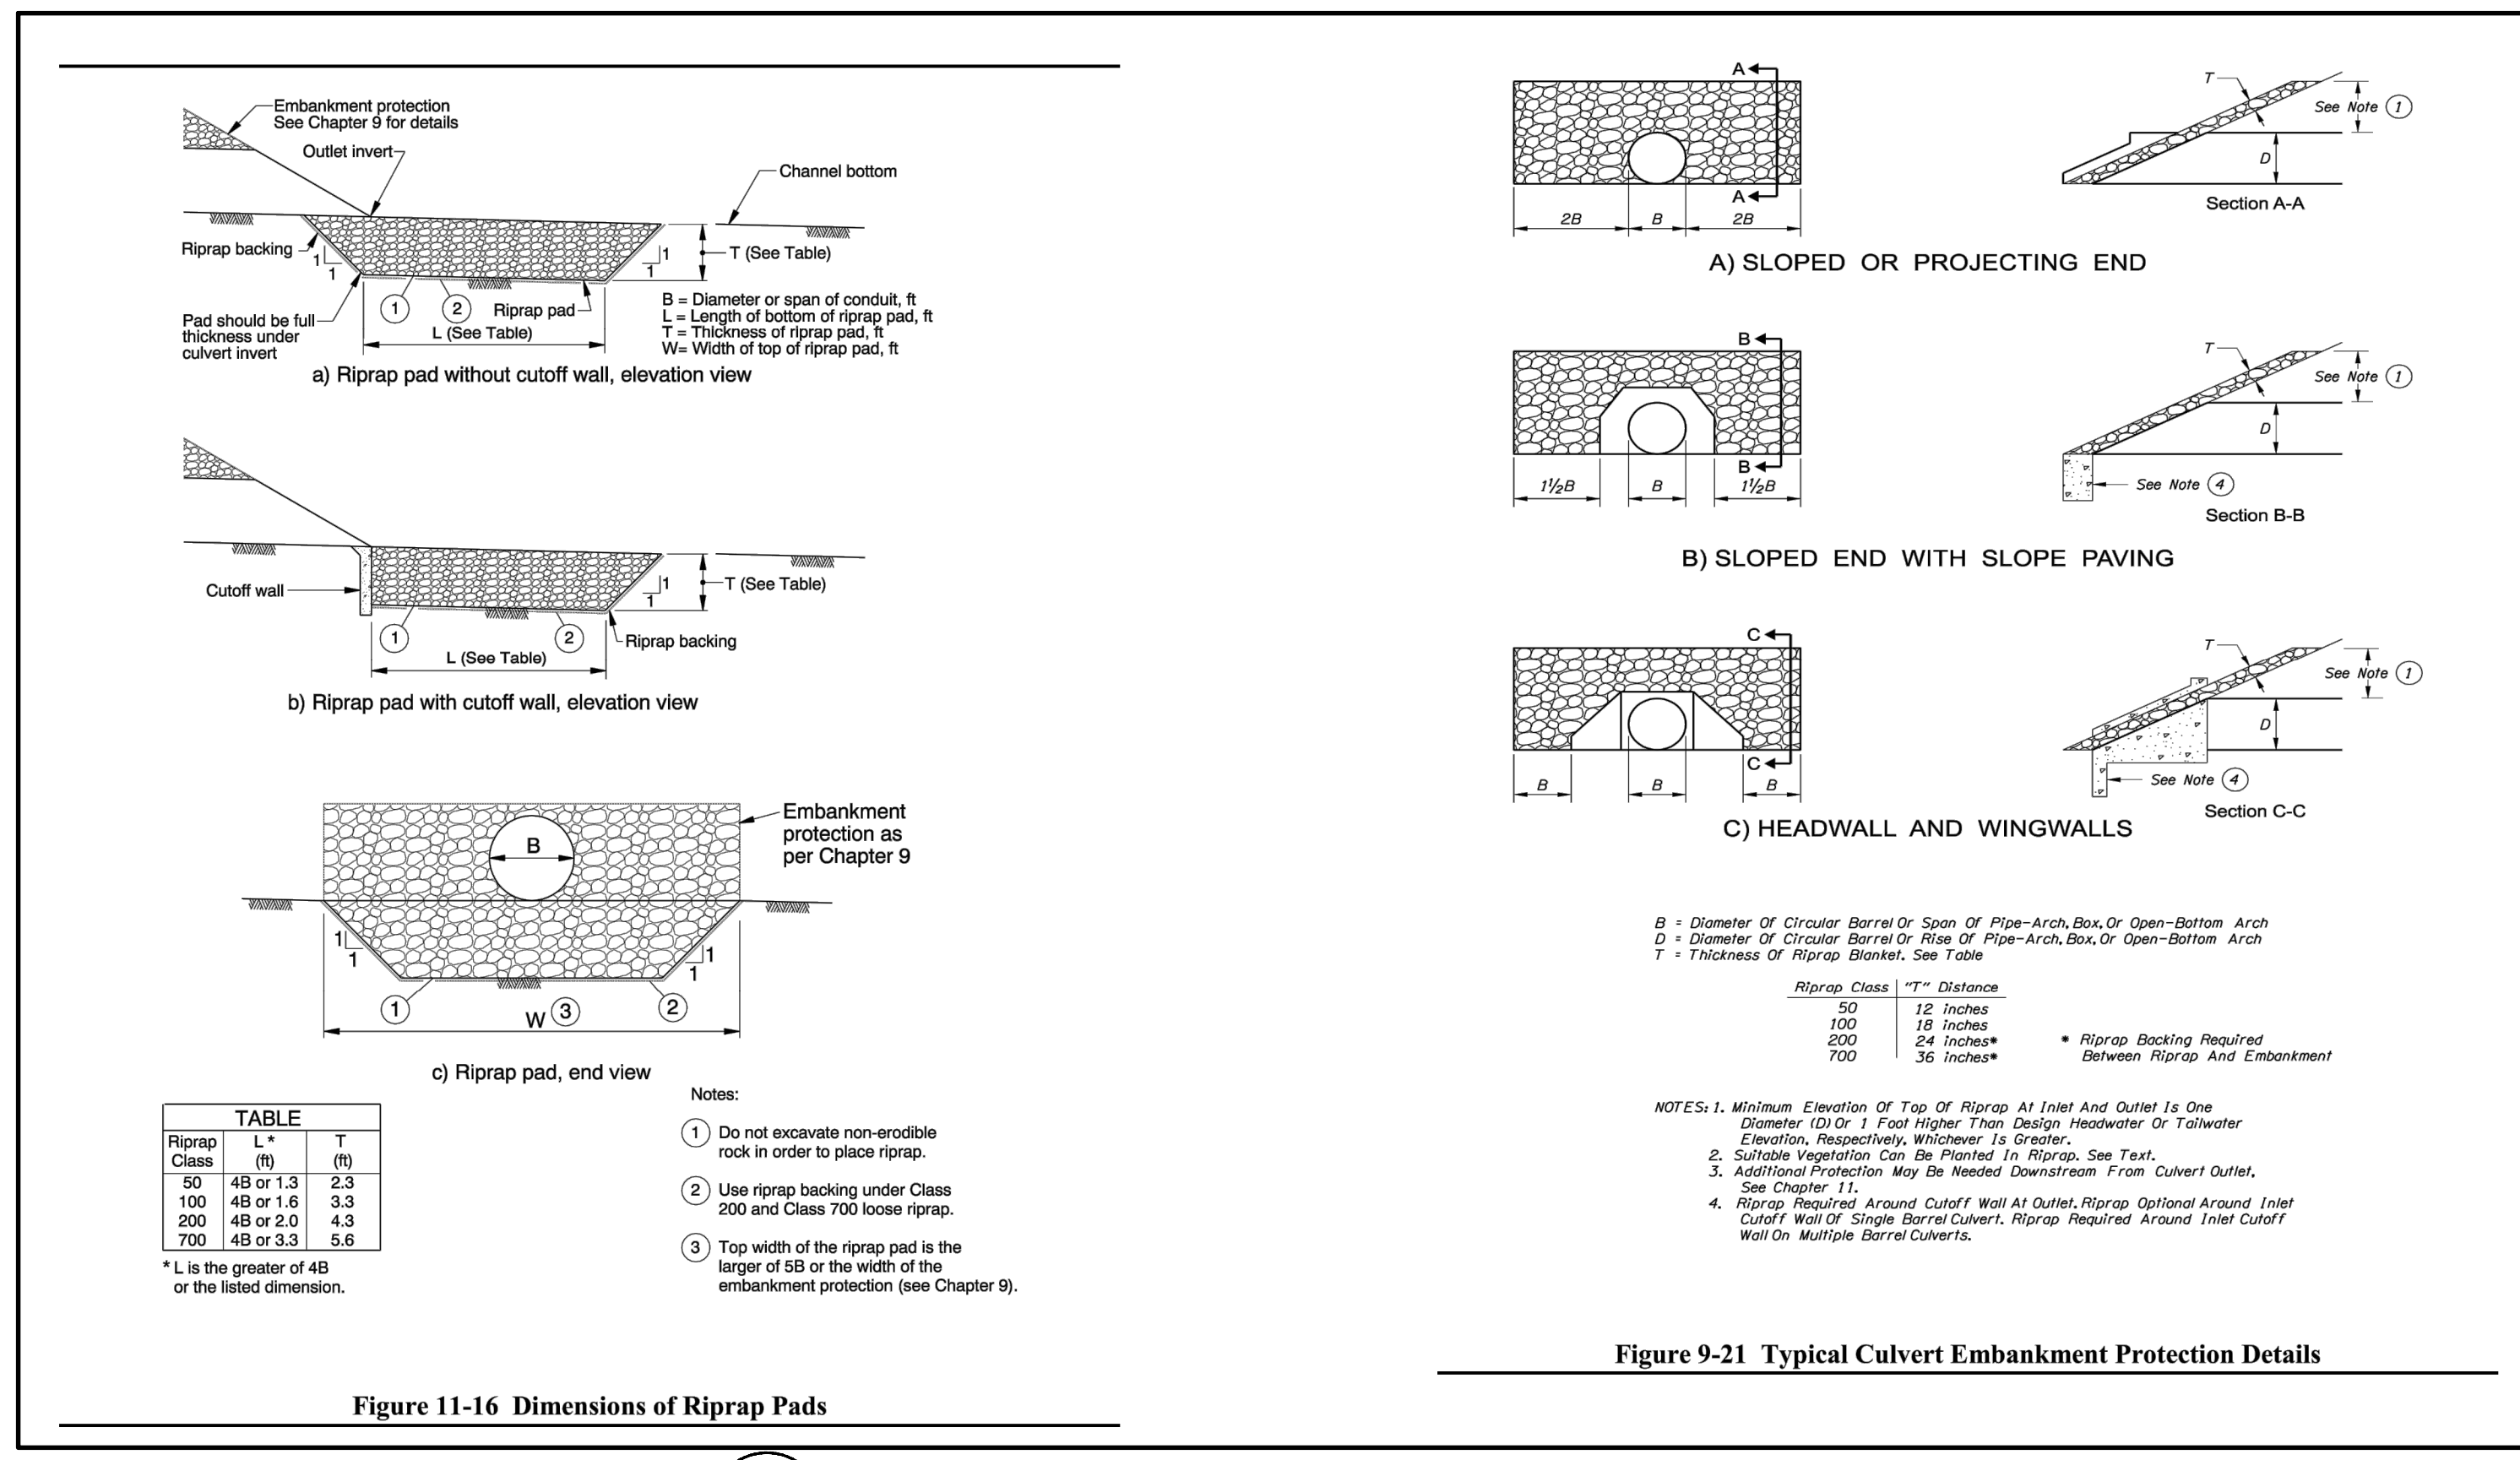 Embankment protection
See Chapter 9 for details
Outlet invert
Channel bottom
Riprap backing
1
1
1
1
T (See Table)
1
2
Riprap pad
Pad should be full
thickness under
culvert invert
L (See Table)
B = Diameter or span of conduit, ft
L = Length of bottom of riprap pad, ft
T = Thickness of riprap pad, ft
W= Width of top of riprap pad, ft
a) Riprap pad without cutoff wall, elevation view
Cutoff wall
1
1
T (See Table)
1
2
Riprap backing
L (See Table)
b) Riprap pad with cutoff wall, elevation view
B
Embankment
protection as
per Chapter 9
1
1
1
1
1
2
W 3
c) Riprap pad, end view
TABLE
Riprap Class L * (ft) T (ft)
50 4B or 1.3 2.3
100 4B or 1.6 3.3
200 4B or 2.0 4.3
700 4B or 3.3 5.6
* L is the greater of 4B
or the listed dimension.
Notes:
1 Do not excavate non-erodible
rock in order to place riprap.
2 Use riprap backing under Class
200 and Class 700 loose riprap.
3 Top width of the riprap pad is the
larger of 5B or the width of the
embankment protection (see Chapter 9).
Figure 11-16 Dimensions of Riprap Pads
A
A
2B B 2B
T
See Note 1
D
Section A-A
A) SLOPED OR PROJECTING END
B
B
1½B B 1½B
T
See Note 1
D
See Note 4
Section B-B
B) SLOPED END WITH SLOPE PAVING
C
C
B B B
T
See Note 1
D
See Note 4
Section C-C
C) HEADWALL AND WINGWALLS
B = Diameter Of Circular Barrel Or Span Of Pipe-Arch, Box, Or Open-Bottom Arch
D = Diameter Of Circular Barrel Or Rise Of Pipe-Arch, Box, Or Open-Bottom Arch
T = Thickness Of Riprap Blanket. See Table
Riprap Class "T" Distance
50 12 inches
100 18 inches
200 24 inches*
700 36 inches*
* Riprap Backing Required
Between Riprap And Embankment
NOTES: 1. Minimum Elevation Of Top Of Riprap At Inlet And Outlet Is One
Diameter (D) Or 1 Foot Higher Than Design Headwater Or Tailwater
Elevation, Respectively, Whichever Is Greater.
2. Suitable Vegetation Can Be Planted In Riprap. See Text.
3. Additional Protection May Be Needed Downstream From Culvert Outlet,
See Chapter 11.
4. Riprap Required Around Cutoff Wall At Outlet. Riprap Optional Around Inlet
Cutoff Wall Of Single Barrel Culvert. Riprap Required Around Inlet Cutoff
Wall On Multiple Barrel Culverts.
Figure 9-21 Typical Culvert Embankment Protection Details